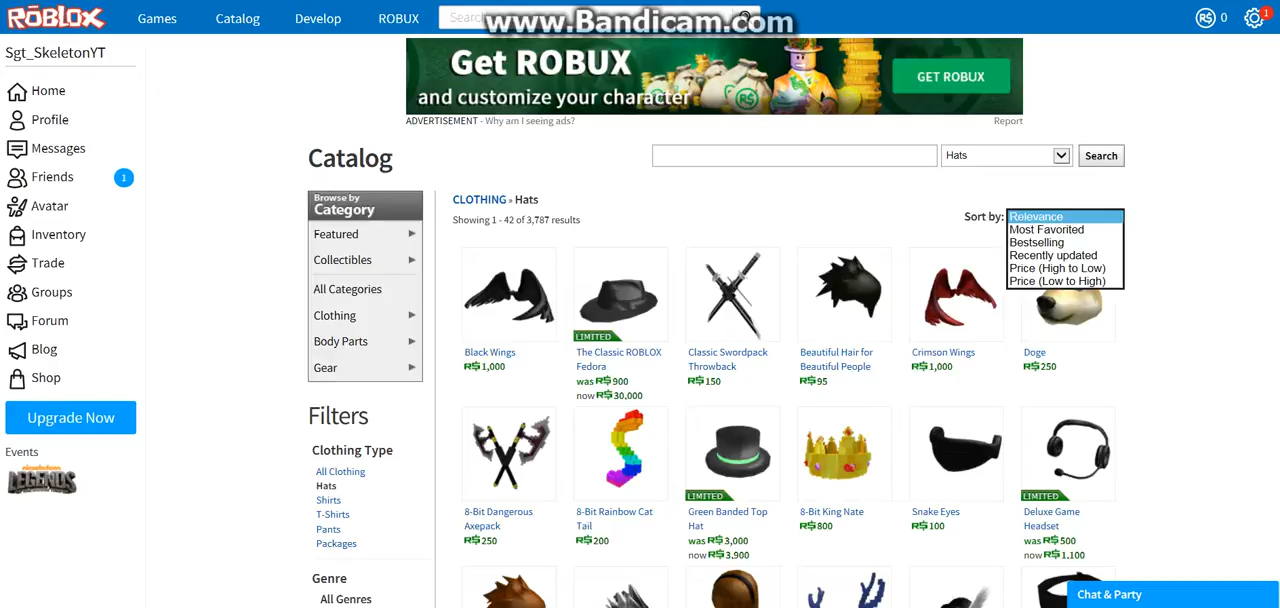 ROBLOX
Games
Catalog
Develop
ROBUX
Search
www.Bandicam.com
R$ 0
1
Sgt_SkeletonYT
Home
Profile
Messages
Friends
1
Avatar
Inventory
Trade
Groups
Forum
Blog
Shop
Upgrade Now
Events
nickelodeon
LEGENDS
Get ROBUX
and customize your character
GET ROBUX
ADVERTISEMENT - Why am I seeing ads?
Report
Catalog
Hats
Search
Browse by
Category
Featured
Collectibles
All Categories
Clothing
Body Parts
Gear
Filters
Clothing Type
All Clothing
Hats
Shirts
T-Shirts
Pants
Packages
Genre
All Genres
CLOTHING » Hats
Showing 1 - 42 of 3,787 results
Sort by:
Relevance
Most Favorited
Bestselling
Recently updated
Price (High to Low)
Price (Low to High)
Black Wings
R$ 1,000
LIMITED
The Classic ROBLOX
Fedora
was R$ 900
now R$ 30,000
Classic Swordpack
Throwback
R$ 150
Beautiful Hair for
Beautiful People
R$ 95
Crimson Wings
R$ 1,000
Doge
R$ 250
8-Bit Dangerous
Axepack
R$ 250
8-Bit Rainbow Cat
Tail
R$ 200
LIMITED
Green Banded Top
Hat
was R$ 3,000
now R$ 3,900
8-Bit King Nate
R$ 800
Snake Eyes
R$ 100
LIMITED
Deluxe Game
Headset
was R$ 500
now R$ 1,100
Chat & Party